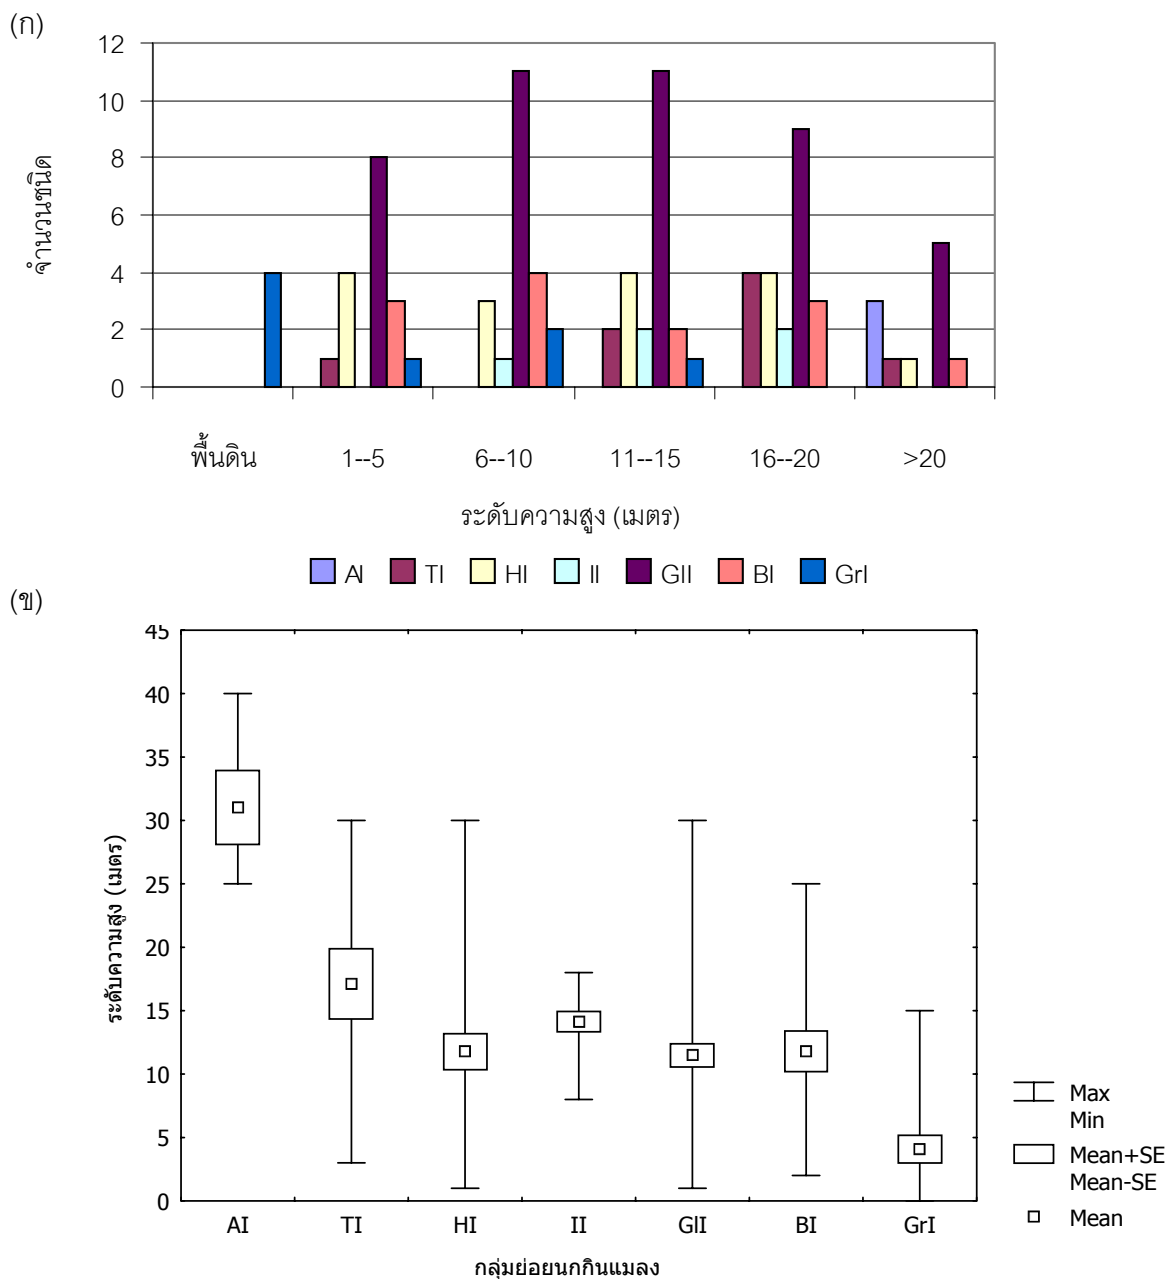 (ก)
12
10
8
6
4
2
0
จำนวนชนิด
พื้นดิน 1--5 6--10 11--15 16--20 >20
ระดับความสูง (เมตร)
AI TI HI II GlI BI GrI
(ข)
45
40
35
30
25
20
15
10
5
0
ระดับความสูง (เมตร)
AI TI HI II GlI BI GrI
กลุ่มย่อยนกกินแมลง
Max
Min
Mean+SE
Mean-SE
Mean